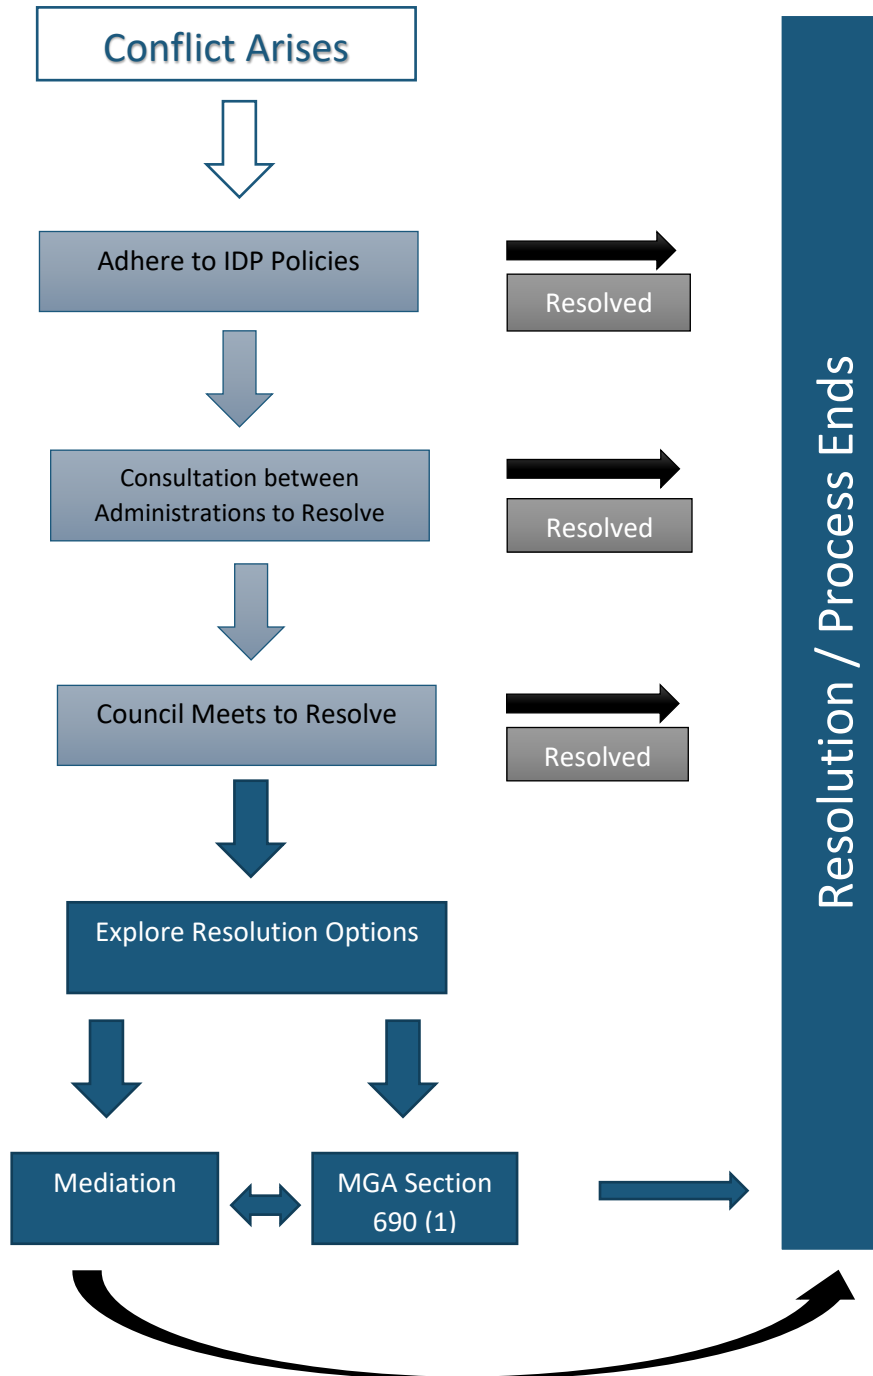 Conflict Arises
Adhere to IDP Policies
Resolved
Consultation between
Administrations to Resolve
Resolved
Council Meets to Resolve
Resolved
Explore Resolution Options
Mediation
MGA Section
690 (1)
Resolution / Process Ends